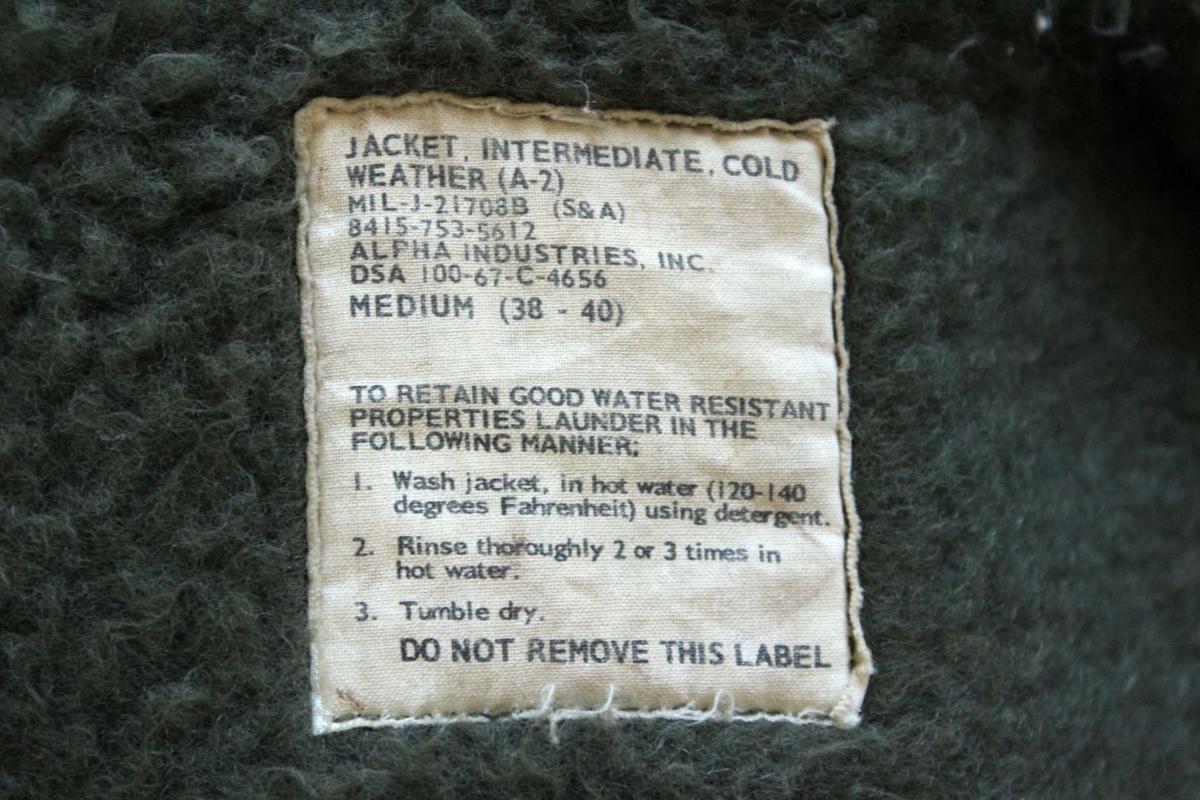 JACKET, INTERMEDIATE, COLD
WEATHER (A-2)
MIL-J-21708B (S&A)
8415-753-5612
ALPHA INDUSTRIES, INC.
DSA 100-67-C-4656
MEDIUM (38 - 40)
TO RETAIN GOOD WATER RESISTANT
PROPERTIES LAUNDER IN THE
FOLLOWING MANNER;
1. Wash jacket, in hot water (120-140
degrees Fahrenheit) using detergent.
2. Rinse thoroughly 2 or 3 times in
hot water.
3. Tumble dry.
DO NOT REMOVE THIS LABEL